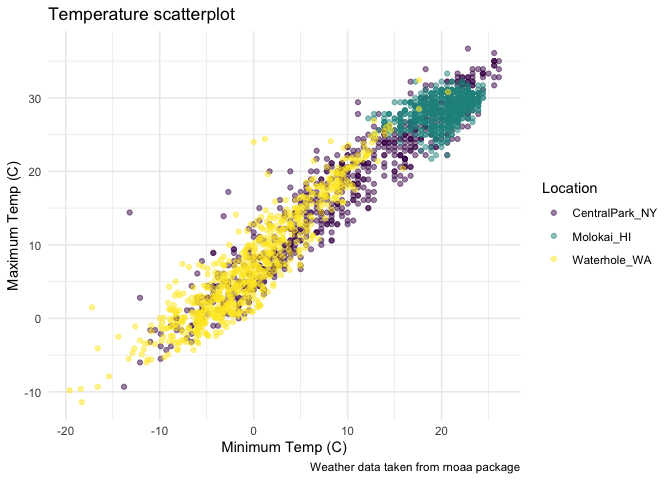 Temperature scatterplot
Maximum Temp (C)
30
20
10
0
-10
-20
-10
0
10
20
Minimum Temp (C)
Location
CentralPark_NY
Molokai_HI
Waterhole_WA
Weather data taken from rnoaa package